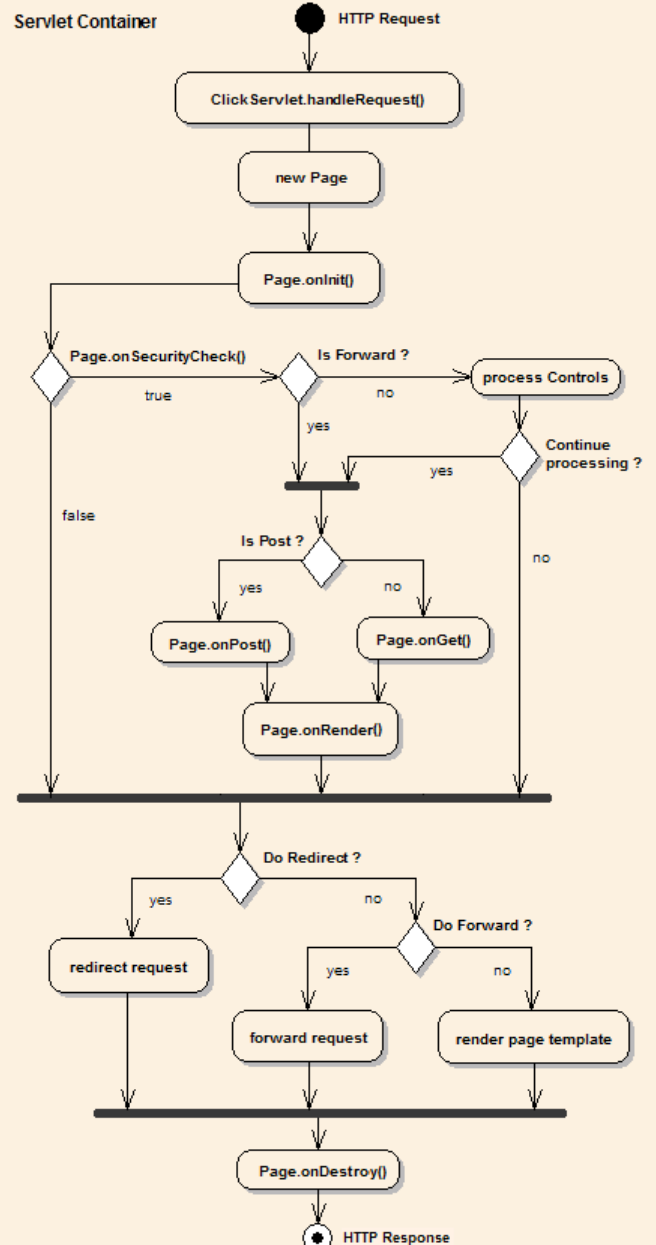 Servlet Container
HTTP Request
ClickServlet.handleRequest()
new Page
Page.onInit()
Page.onSecurityCheck()
Is Forward ?
process Controls
true
no
yes
Continue
processing ?
yes
false
no
Is Post ?
yes
no
Page.onPost()
Page.onGet()
Page.onRender()
Do Redirect ?
yes
no
Do Forward ?
redirect request
yes
no
forward request
render page template
Page.onDestroy()
HTTP Response